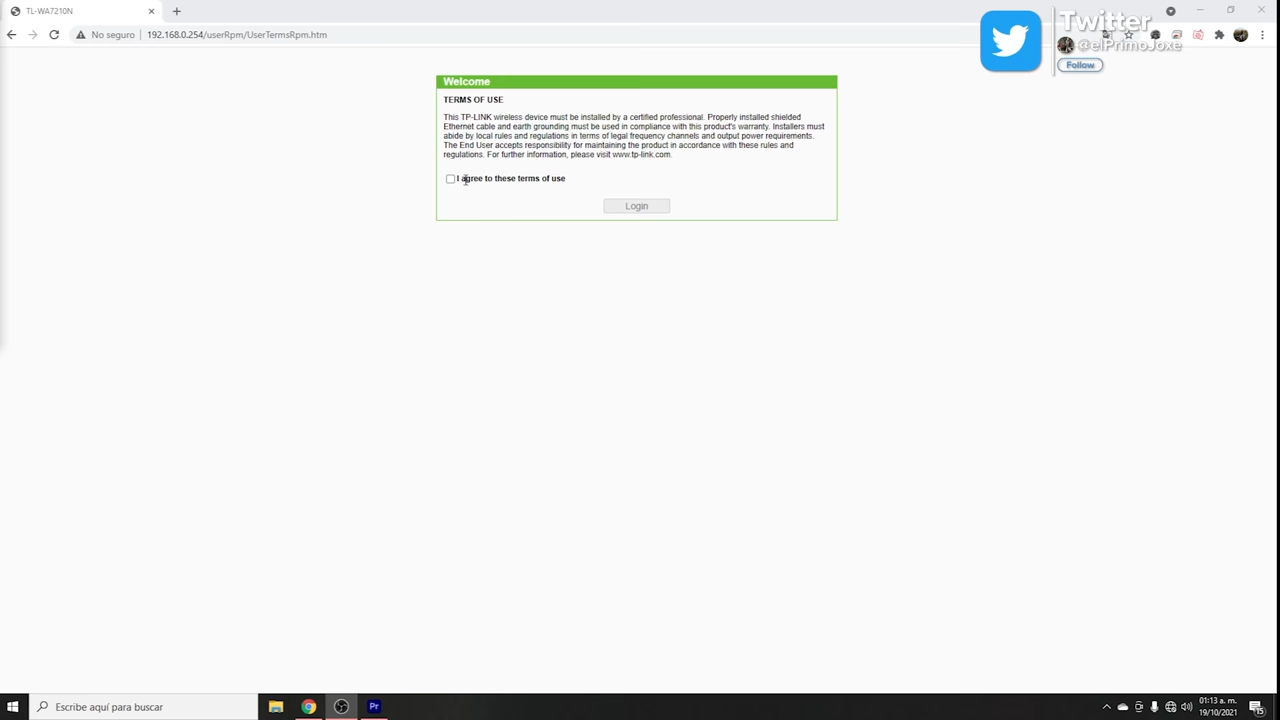 TL-WA7210N
No seguro
192.168.0.254/userRpm/UserTermsRpm.htm
Twitter
@elPrimoJoxe
Follow
Welcome
TERMS OF USE
This TP-LINK wireless device must be installed by a certified professional. Properly installed shielded
Ethernet cable and earth grounding must be used in compliance with this product's warranty. Installers must
abide by local rules and regulations in terms of legal frequency channels and output power requirements.
The End User accepts responsibility for maintaining the product in accordance with these rules and
regulations. For further information, please visit www.tp-link.com.
I agree to these terms of use
Login
Escribe aquí para buscar
Pr
01:13 a. m.
19/10/2021
15